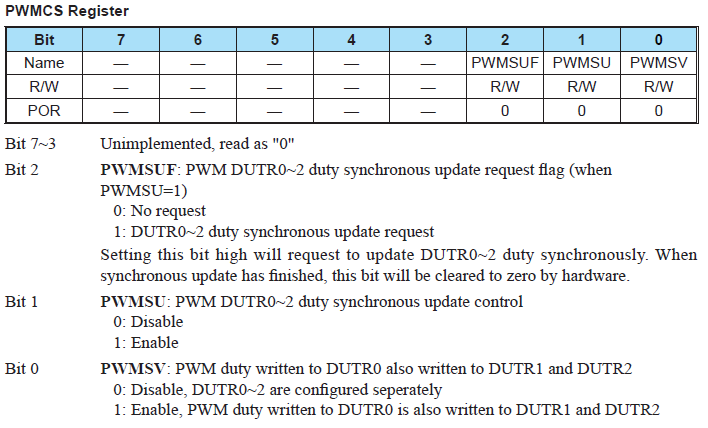 PWMCS Register
Bit 7 6 5 4 3 2 1 0
Name — — — — — PWMSUF PWMSU PWMSV
R/W — — — — — R/W R/W R/W
POR — — — — — 0 0 0
Bit 7~3 Unimplemented, read as "0"
Bit 2 PWMSUF: PWM DUTR0~2 duty synchronous update request flag (when
PWMSU=1)
0: No request
1: DUTR0~2 duty synchronous update request
Setting this bit high will request to update DUTR0~2 duty synchronously. When
synchronous update has finished, this bit will be cleared to zero by hardware.
Bit 1 PWMSU: PWM DUTR0~2 duty synchronous update control
0: Disable
1: Enable
Bit 0 PWMSV: PWM duty written to DUTR0 also written to DUTR1 and DUTR2
0: Disable, DUTR0~2 are configured seperately
1: Enable, PWM duty written to DUTR0 is also written to DUTR1 and DUTR2